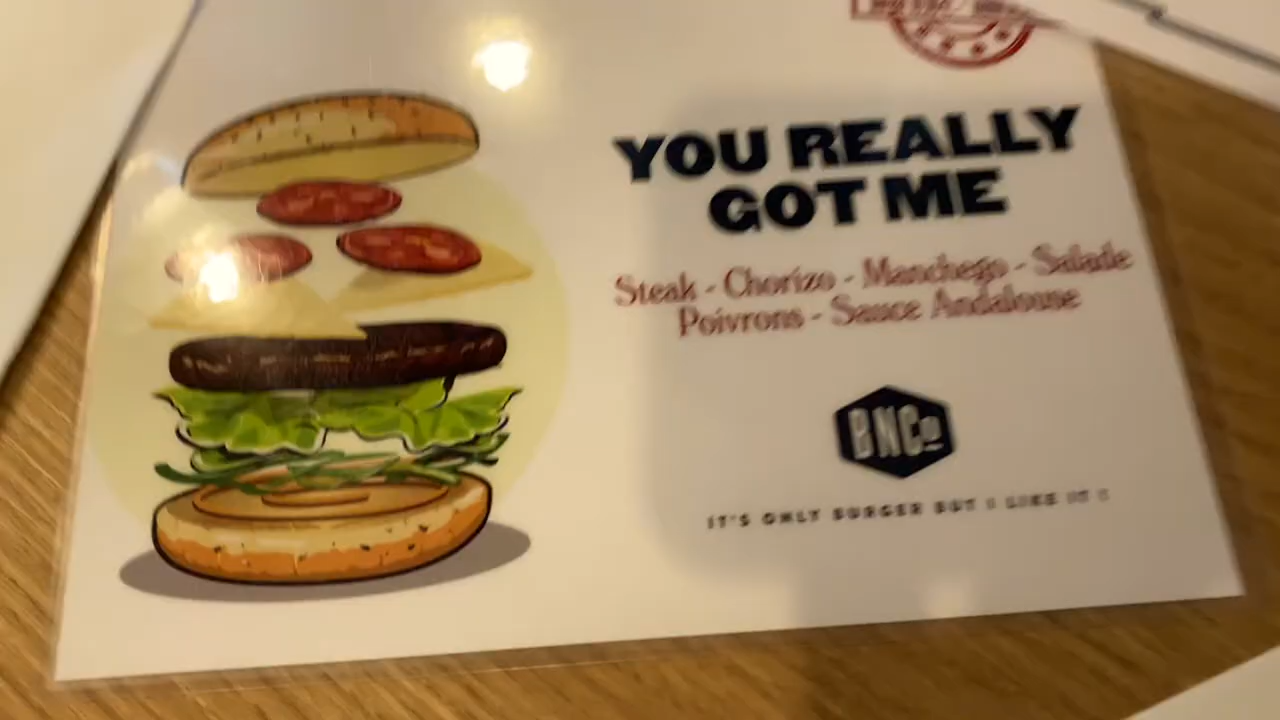 YOU REALLY
GOT ME
Steak - Chorizo - Manchego - Salade
Poivrons - Sauce Andalouse
BNCo
IT'S ONLY BURGER BUT I LIKE IT !